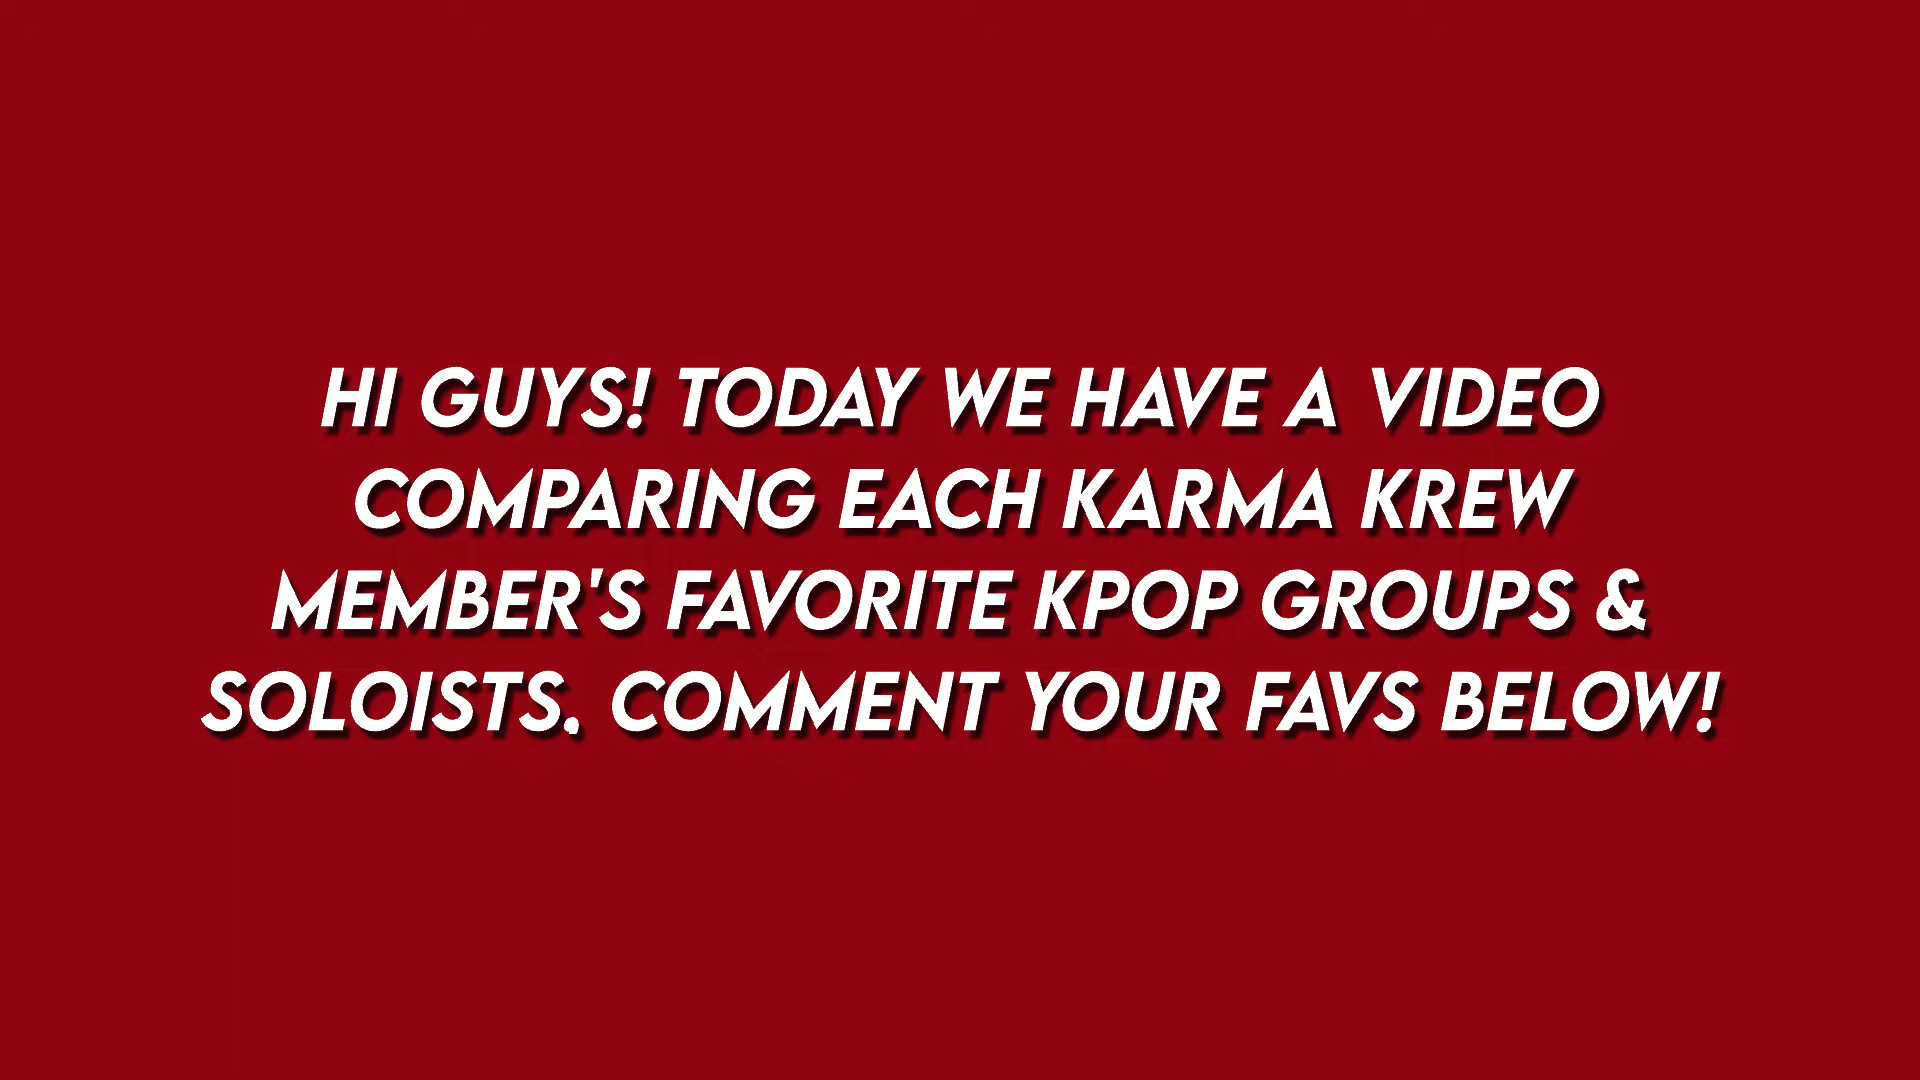 HI GUYS! TODAY WE HAVE A VIDEO
COMPARING EACH KARMA KREW
MEMBER'S FAVORITE KPOP GROUPS &
SOLOISTS. COMMENT YOUR FAVS BELOW!